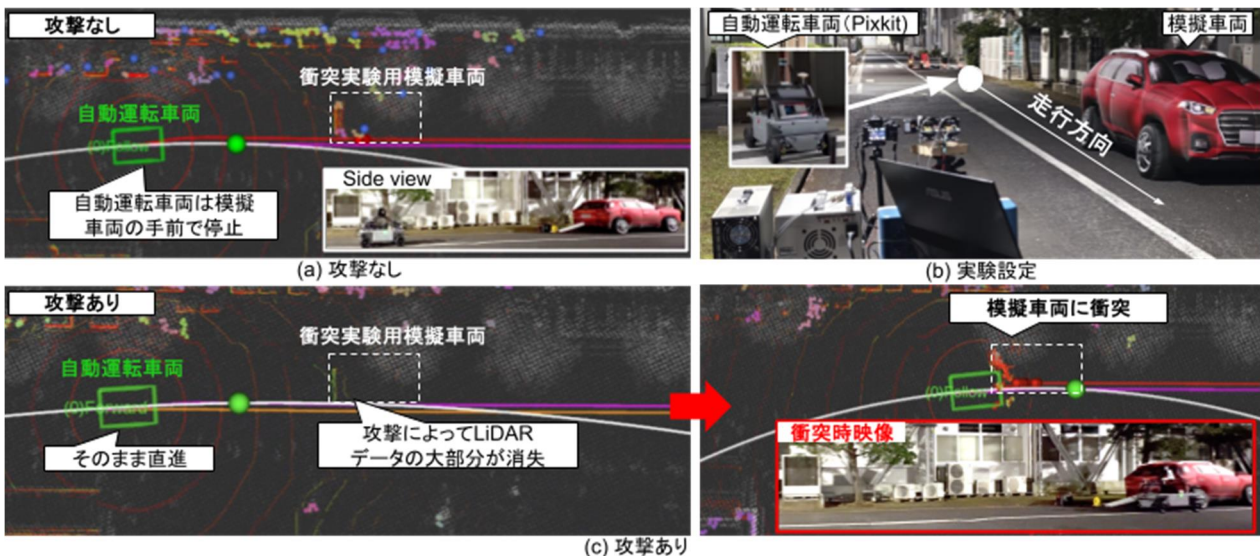 攻撃なし
衝突実験用模擬車両
自動運転車両
(0)Follow
自動運転車両は模擬
車両の手前で停止
Side view
(a) 攻撃なし
自動運転車両（Pixkit）
模擬車両
走行方向
(b) 実験設定
攻撃あり
衝突実験用模擬車両
自動運転車両
(0)Forward
そのまま直進
攻撃によってLiDAR
データの大部分が消失
模擬車両に衝突
(0)Follow
衝突時映像
(c) 攻撃あり